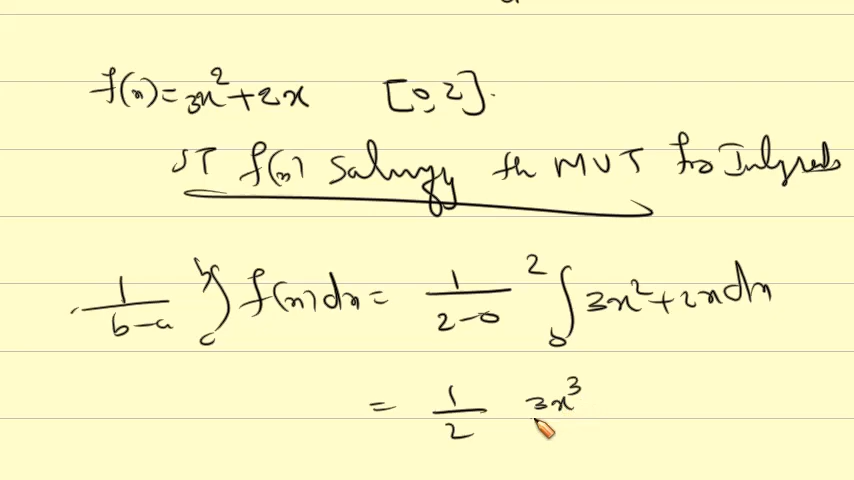 f(x)=3x²+2x [0,2].
ST f(x) Satisfy the MVT for Integrals
1/(b-a) ∫ₐᵇ f(x)dx = 1/(2-0) ∫₀² 3x²+2x dx
= 1/2 3x³